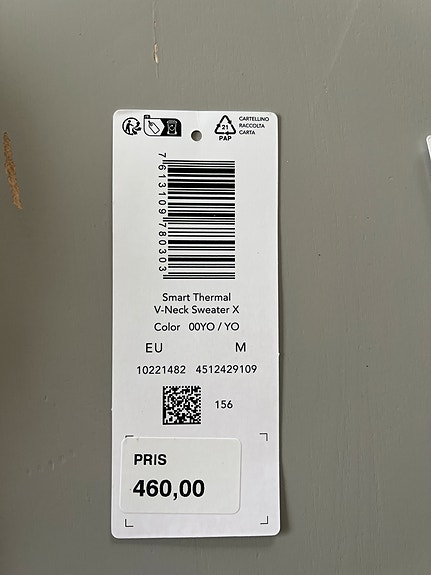 21
PAP
CARTELLINO
RACCOLTA
CARTA
7613109780303
Smart Thermal
V-Neck Sweater X
Color 00YO / YO
EU M
10221482 4512429109
156
PRIS
460,00